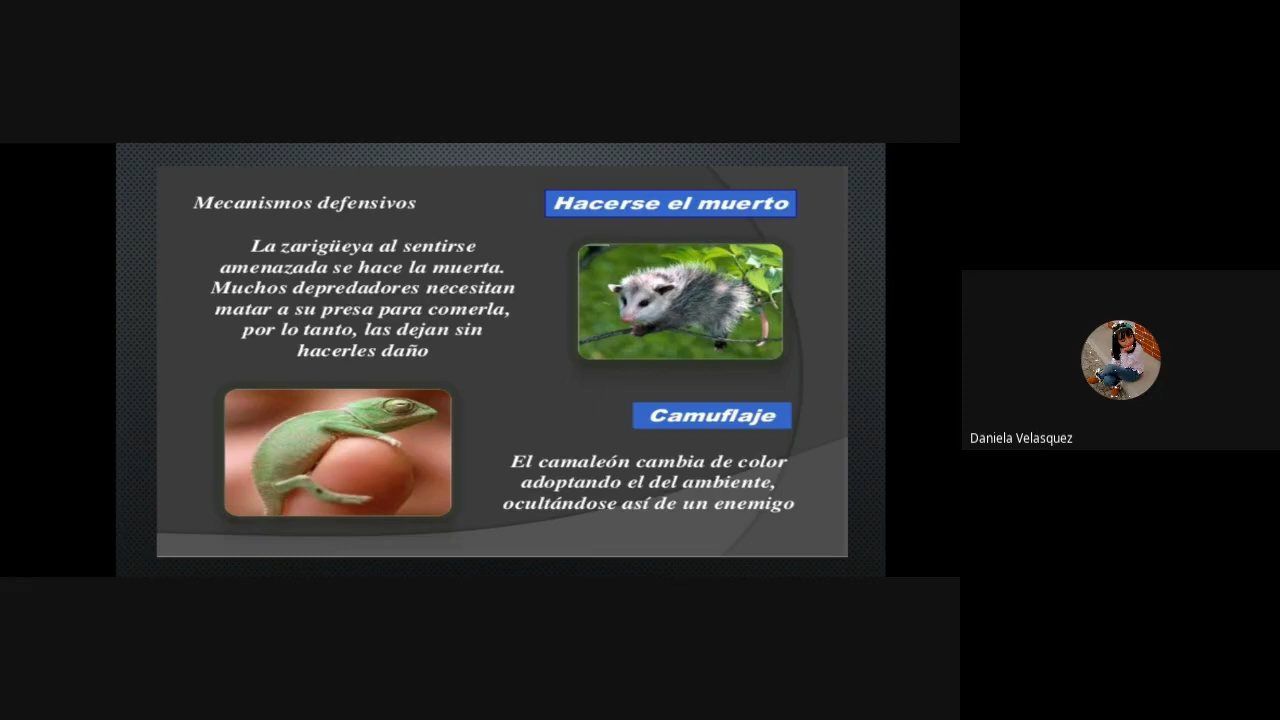 Mecanismos defensivos
Hacerse el muerto
La zarigüeya al sentirse
amenazada se hace la muerta.
Muchos depredadores necesitan
matar a su presa para comerla,
por lo tanto, las dejan sin
hacerles daño
Camuflaje
El camaleón cambia de color
adoptando el del ambiente,
ocultándose así de un enemigo
Daniela Velasquez